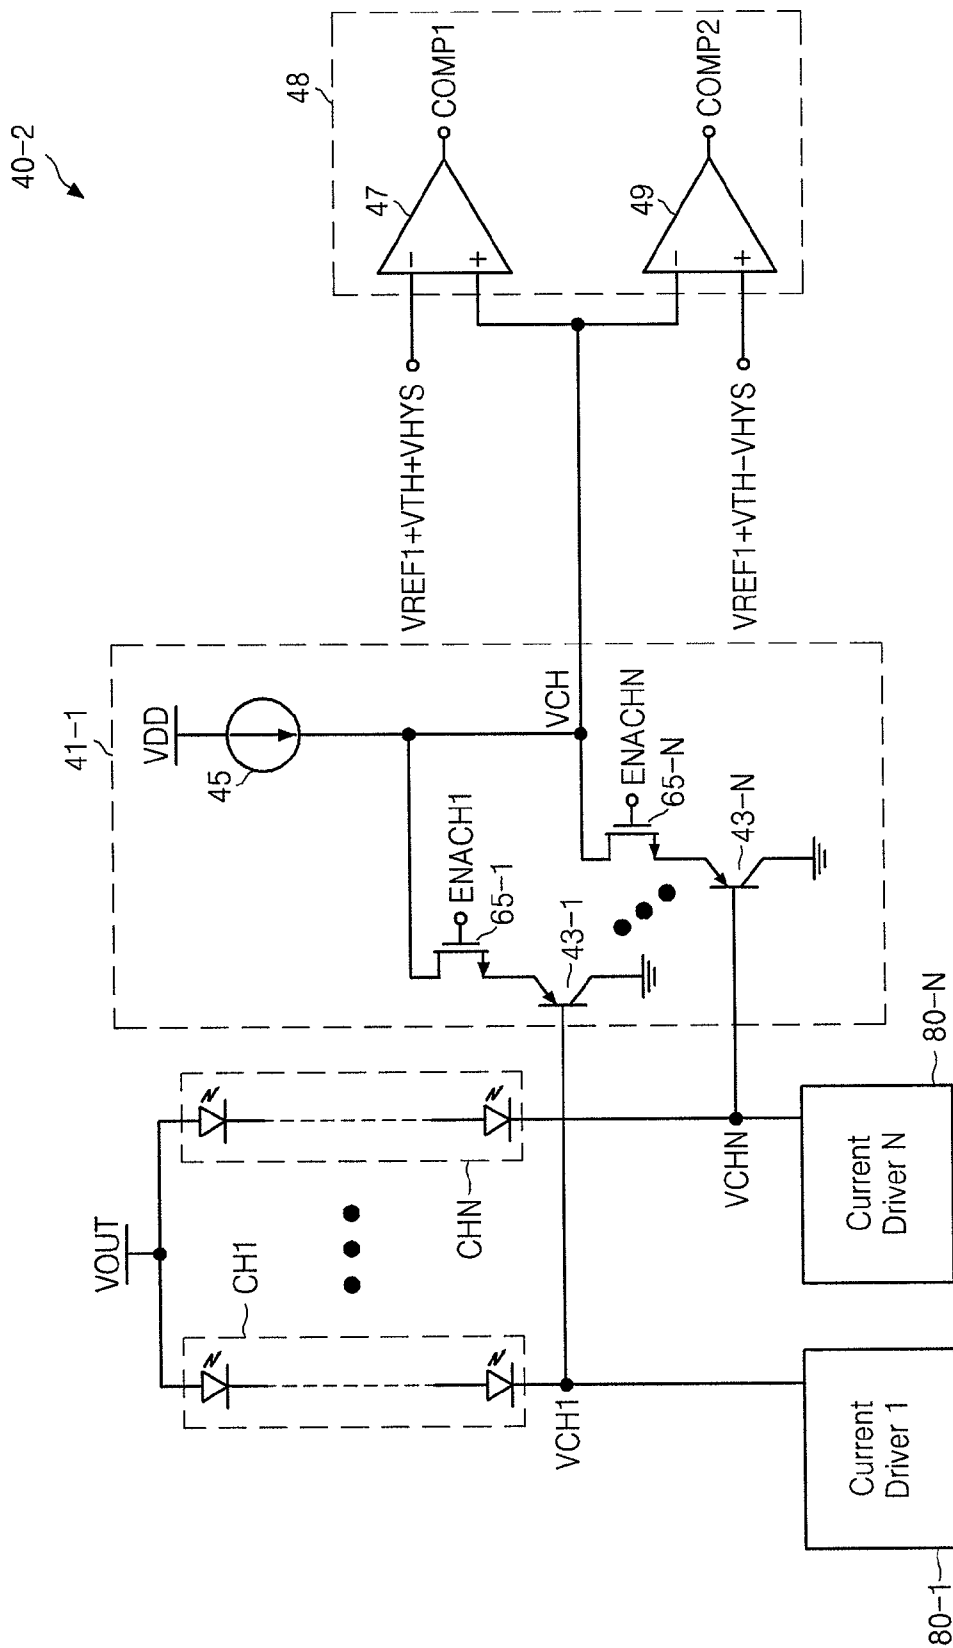 40-2
48
47
COMP1
-
+
49
COMP2
-
+
VREF1+VTH+VHYS
VREF1+VTH-VHYS
41-1
VDD
45
VCH
ENACH1
65-1
43-1
ENACHN
65-N
43-N
VOUT
CH1
CHN
VCH1
VCHN
Current
Driver 1
80-1
Current
Driver N
80-N